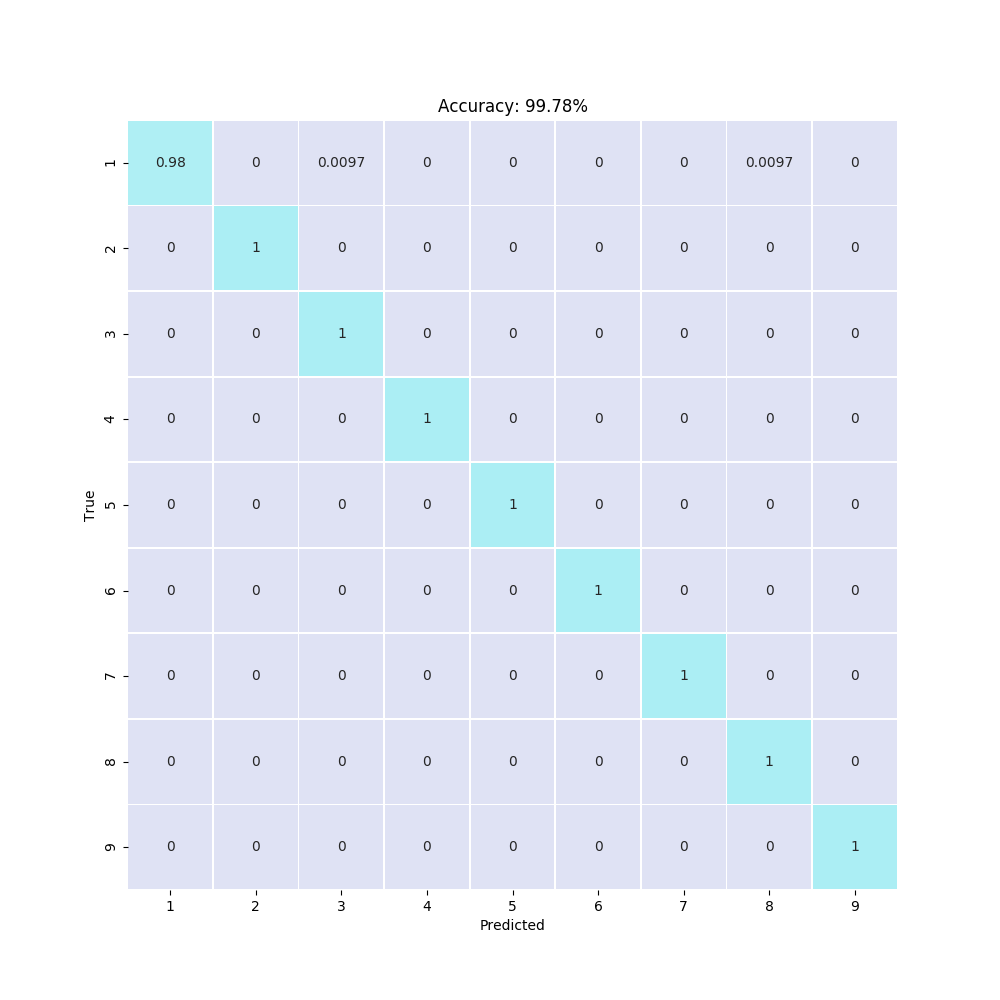 Accuracy: 99.78%
1 0.98 0 0.0097 0 0 0 0 0.0097 0
2 0 1 0 0 0 0 0 0 0
3 0 0 1 0 0 0 0 0 0
4 0 0 0 1 0 0 0 0 0
5 0 0 0 0 1 0 0 0 0
6 0 0 0 0 0 1 0 0 0
7 0 0 0 0 0 0 1 0 0
8 0 0 0 0 0 0 0 1 0
9 0 0 0 0 0 0 0 0 1
True
1 2 3 4 5 6 7 8 9
Predicted